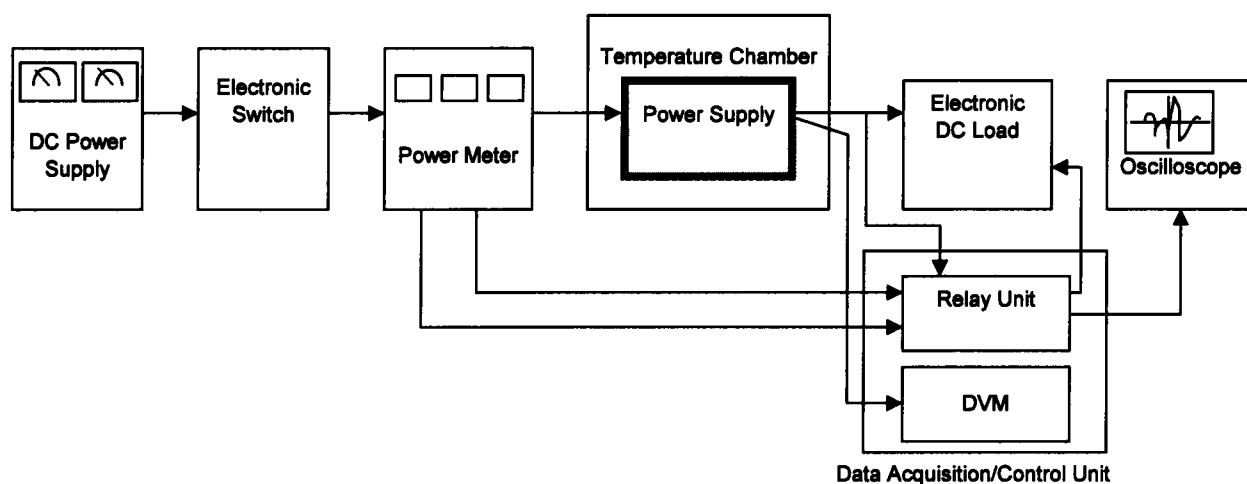 DC Power
Supply
Electronic
Switch
Power Meter
Temperature Chamber
Power Supply
Electronic
DC Load
Oscilloscope
Relay Unit
DVM
Data Acquisition/Control Unit